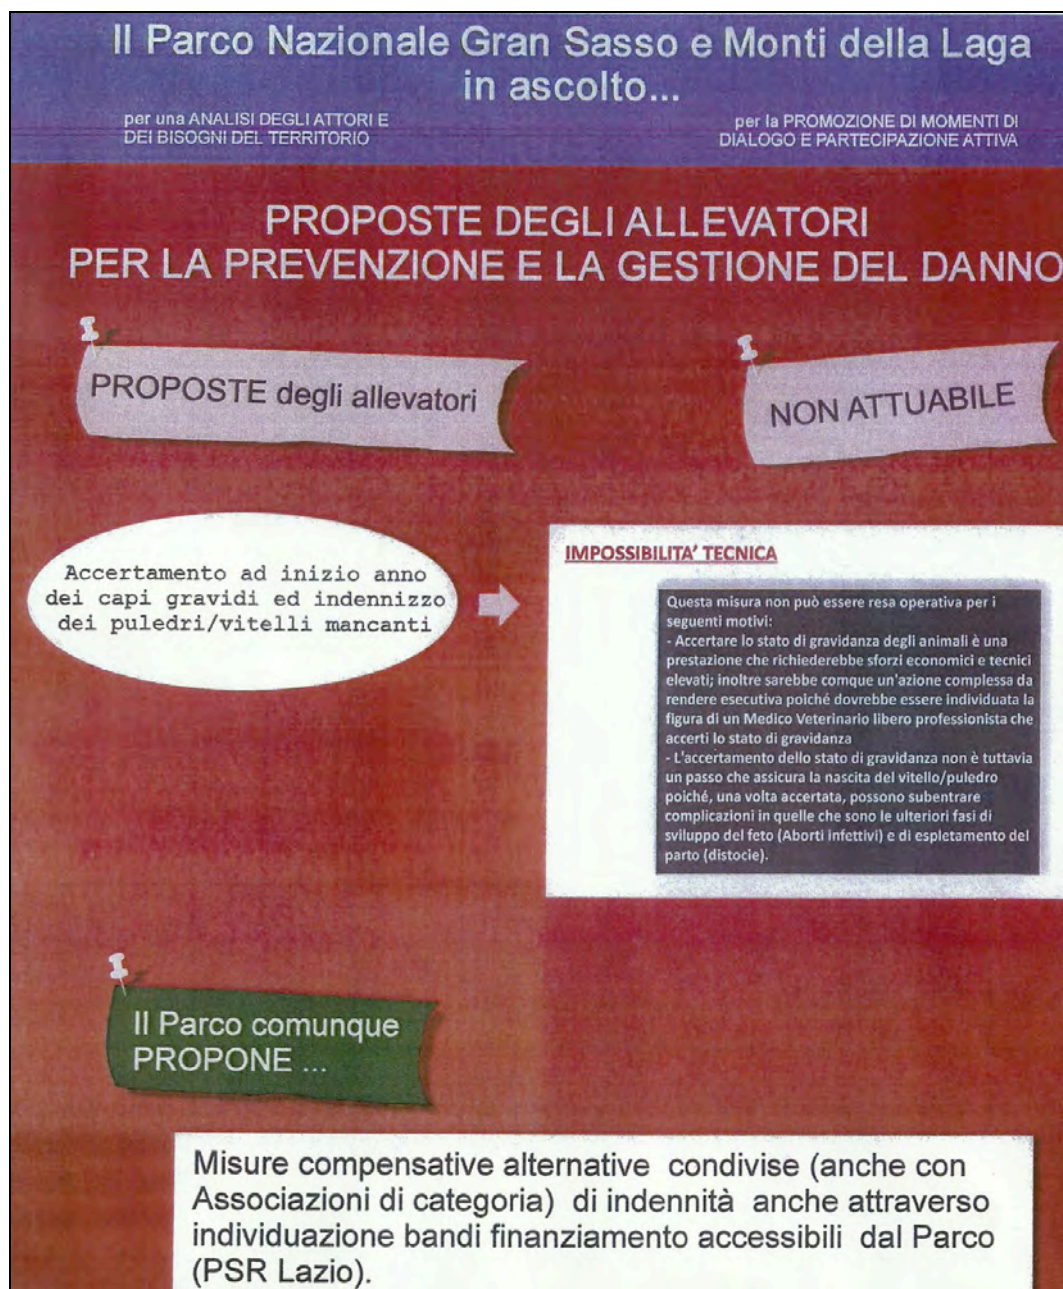 Il Parco Nazionale Gran Sasso e Monti della Laga
in ascolto...
per una ANALISI DEGLI ATTORI E
DEI BISOGNI DEL TERRITORIO
per la PROMOZIONE DI MOMENTI DI
DIALOGO E PARTECIPAZIONE ATTIVA
PROPOSTE DEGLI ALLEVATORI
PER LA PREVENZIONE E LA GESTIONE DEL DANNO
PROPOSTE degli allevatori
NON ATTUABILE
Accertamento ad inizio anno
dei capi gravidi ed indennizzo
dei puledri/vitelli mancanti
IMPOSSIBILITA' TECNICA
Questa misura non può essere resa operativa per i
seguenti motivi:
- Accertare lo stato di gravidanza degli animali è una
prestazione che richiederebbe sforzi economici e tecnici
elevati; inoltre sarebbe comque un'azione complessa da
rendere esecutiva poiché dovrebbe essere individuata la
figura di un Medico Veterinario libero professionista che
accerti lo stato di gravidanza
- L'accertamento dello stato di gravidanza non è tuttavia
un passo che assicura la nascita del vitello/puledro
poiché, una volta accertata, possono subentrare
complicazioni in quelle che sono le ulteriori fasi di
sviluppo del feto (Aborti infettivi) e di espletamento del
parto (distocie).
Il Parco comunque
PROPONE ...
Misure compensative alternative condivise (anche con
Associazioni di categoria) di indennità anche attraverso
individuazione bandi finanziamento accessibili dal Parco
(PSR Lazio).